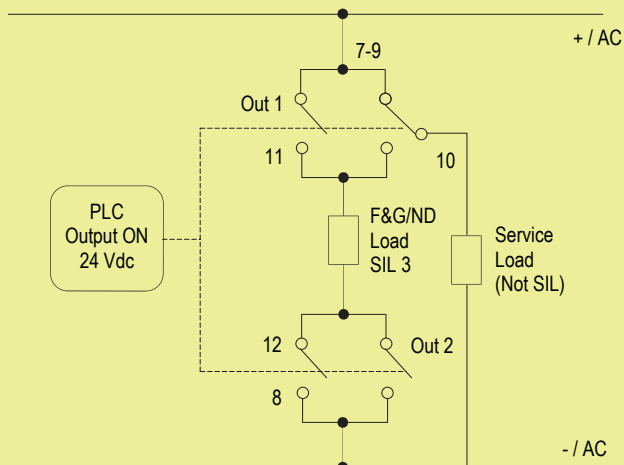 + / AC
7-9
Out 1
11
10
PLC
Output ON
24 Vdc
F&G/ND
Load
SIL 3
Service
Load
(Not SIL)
12
Out 2
8
- / AC